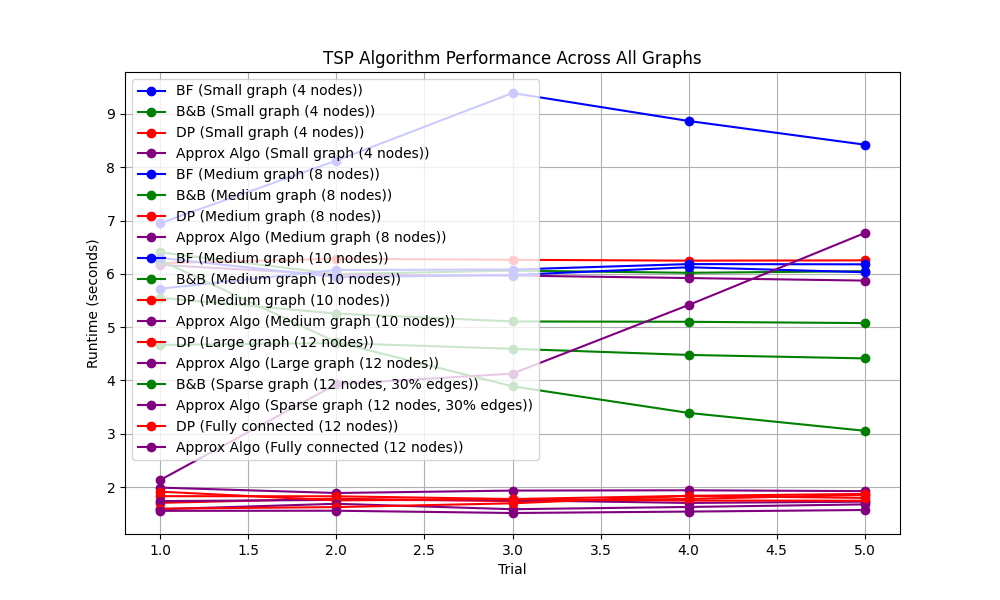 TSP Algorithm Performance Across All Graphs
BF (Small graph (4 nodes))
B&B (Small graph (4 nodes))
DP (Small graph (4 nodes))
Approx Algo (Small graph (4 nodes))
BF (Medium graph (8 nodes))
B&B (Medium graph (8 nodes))
DP (Medium graph (8 nodes))
Approx Algo (Medium graph (8 nodes))
BF (Medium graph (10 nodes))
B&B (Medium graph (10 nodes))
DP (Medium graph (10 nodes))
Approx Algo (Medium graph (10 nodes))
DP (Large graph (12 nodes))
Approx Algo (Large graph (12 nodes))
B&B (Sparse graph (12 nodes, 30% edges))
Approx Algo (Sparse graph (12 nodes, 30% edges))
DP (Fully connected (12 nodes))
Approx Algo (Fully connected (12 nodes))
Runtime (seconds)
9
8
7
6
5
4
3
2
1.0 1.5 2.0 2.5 3.0 3.5 4.0 4.5 5.0
Trial